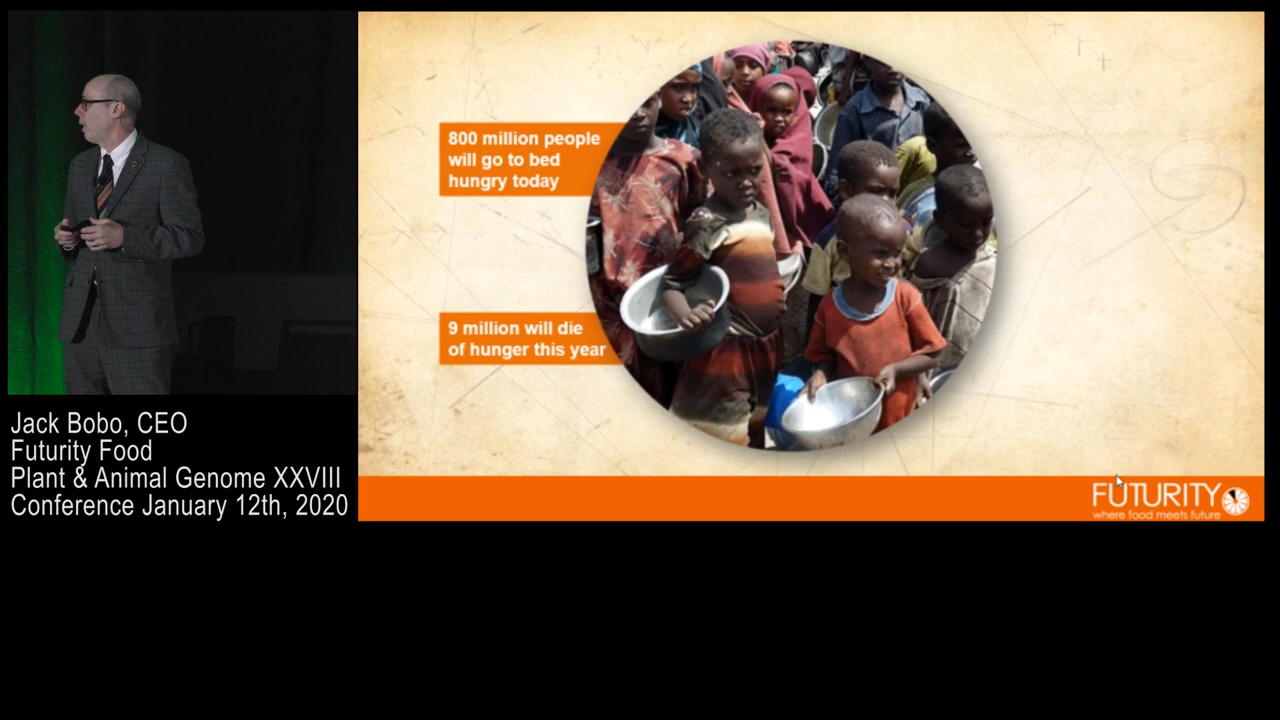 800 million people
will go to bed
hungry today
9 million will die
of hunger this year
FUTURITY
where food meets future
Jack Bobo, CEO
Futurity Food
Plant & Animal Genome XXVIII
Conference January 12th, 2020